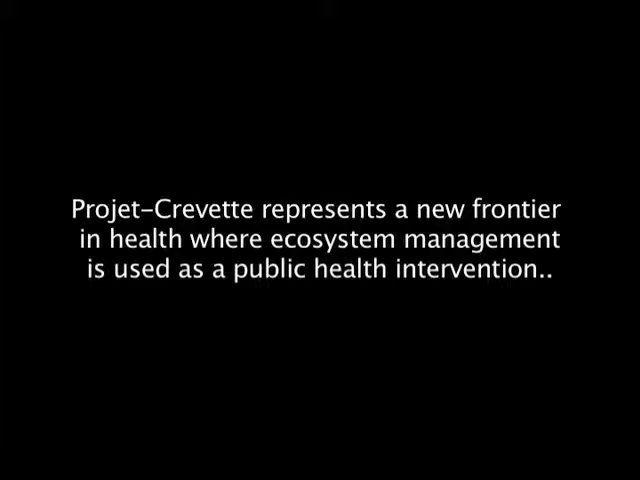 Projet-Crevette represents a new frontier
in health where ecosystem management
is used as a public health intervention..